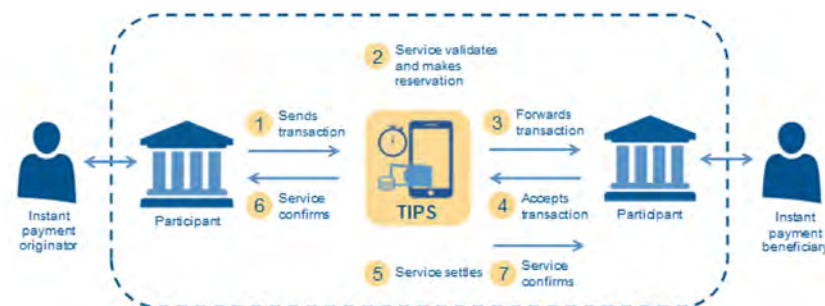 2 Service validates
and makes
reservation
1 Sends
transaction
3 Forwards
transaction
6 Service
confirms
TIPS
4 Accepts
transaction
Instant
payment
originator
Participant
Participant
Instant
payment
beneficiary
5 Service settles
7 Service
confirms